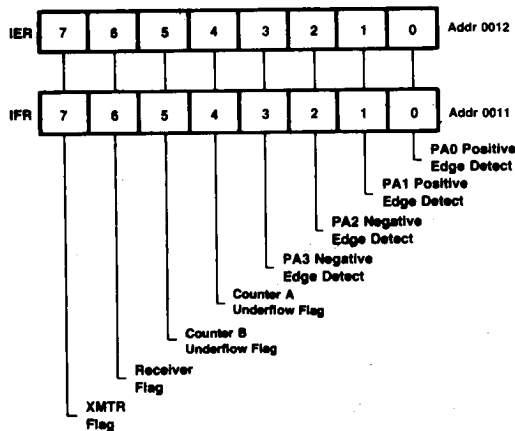 IER 7 6 5 4 3 2 1 0 Addr 0012
IFR 7 6 5 4 3 2 1 0 Addr 0011
PA0 Positive
Edge Detect
PA1 Positive
Edge Detect
PA2 Negative
Edge Detect
PA3 Negative
Edge Detect
Counter A
Underflow Flag
Counter B
Underflow Flag
Receiver
Flag
XMTR
Flag